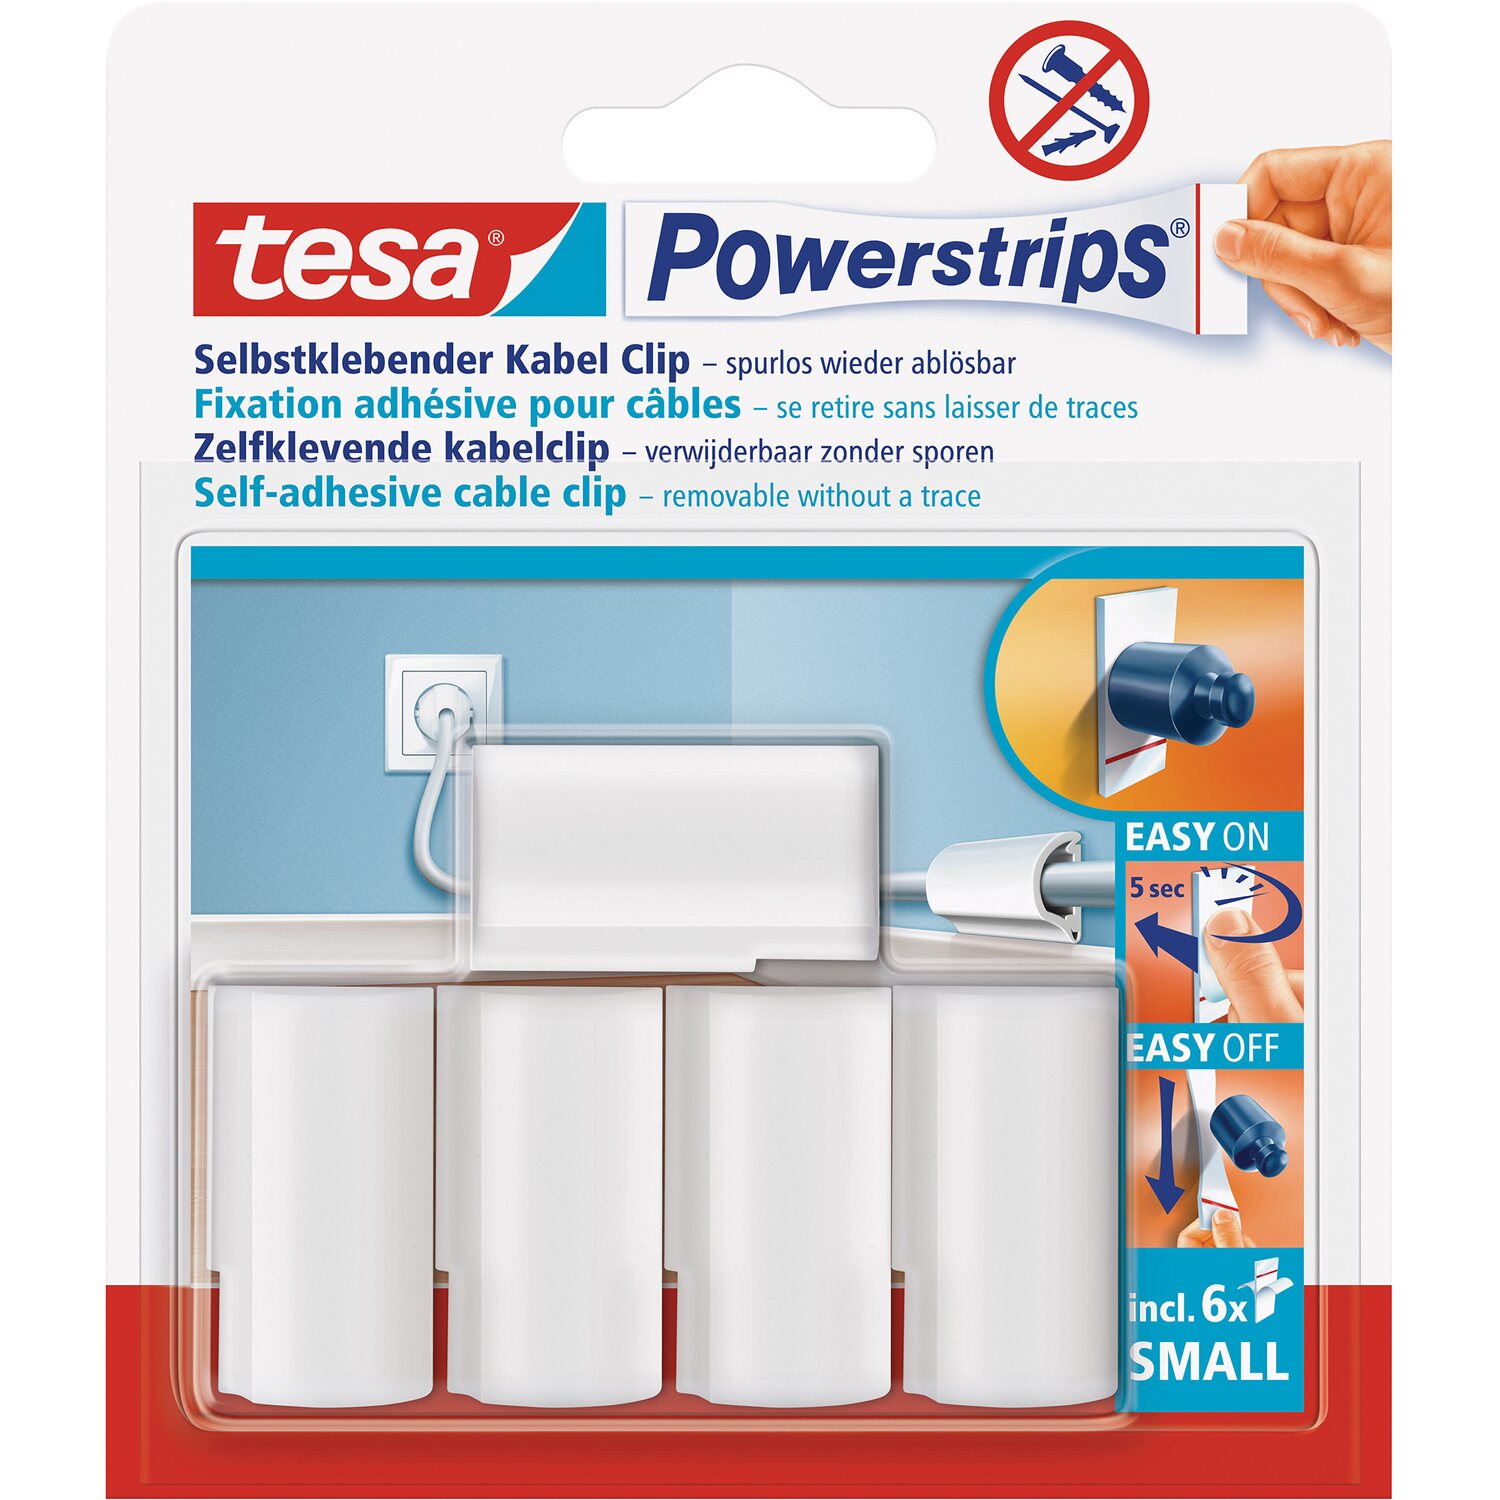 tesa®
Powerstrips®
Selbstklebender Kabel Clip – spurlos wieder ablösbar
Fixation adhésive pour câbles – se retire sans laisser de traces
Zelfklevende kabelclip – verwijderbaar zonder sporen
Self-adhesive cable clip – removable without a trace
EASY ON
5 sec
EASY OFF
incl. 6x
SMALL